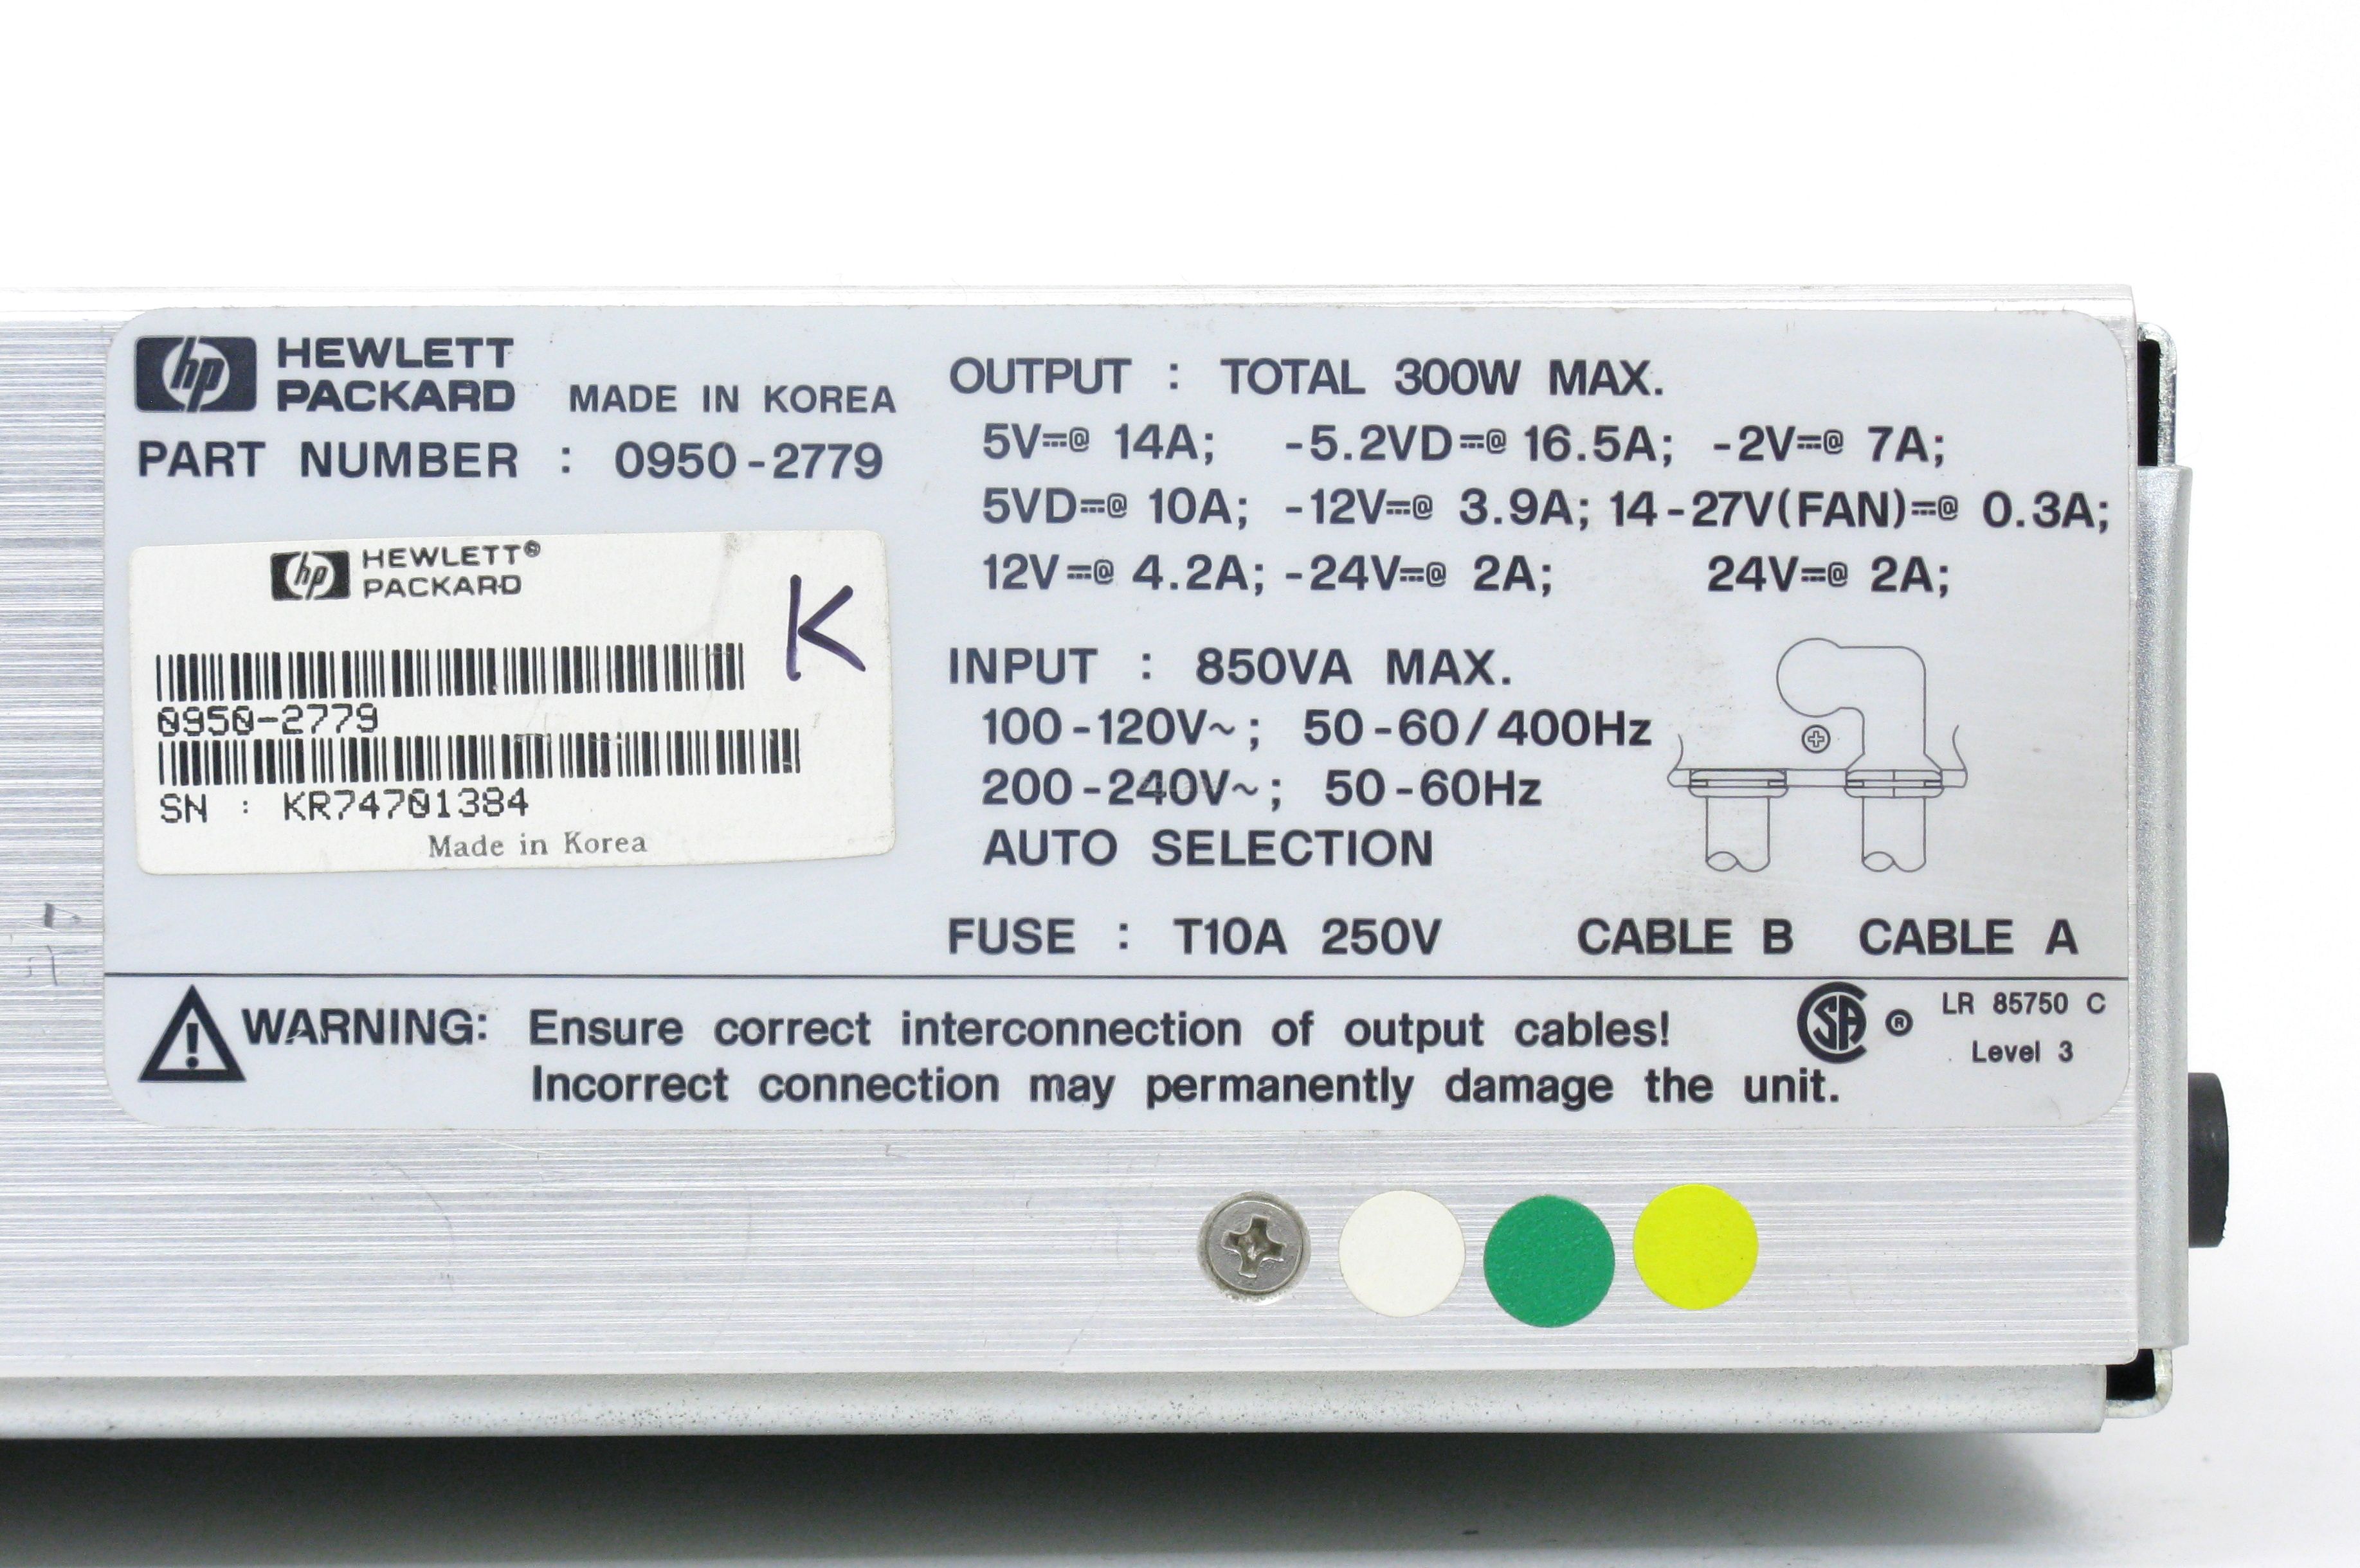 hp HEWLETT
PACKARD MADE IN KOREA
PART NUMBER : 0950-2779
hp HEWLETT®
PACKARD
K
0950-2779
SN : KR74701384
Made in Korea
OUTPUT : TOTAL 300W MAX.
5V⎓@ 14A; -5.2VD⎓@ 16.5A; -2V⎓@ 7A;
5VD⎓@ 10A; -12V⎓@ 3.9A; 14-27V(FAN)⎓@ 0.3A;
12V⎓@ 4.2A; -24V⎓@ 2A; 24V⎓@ 2A;
INPUT : 850VA MAX.
100-120V~; 50-60/400Hz
200-240V~; 50-60Hz
AUTO SELECTION
FUSE : T10A 250V CABLE B CABLE A
WARNING: Ensure correct interconnection of output cables!
Incorrect connection may permanently damage the unit.
SA ® LR 85750 C
Level 3